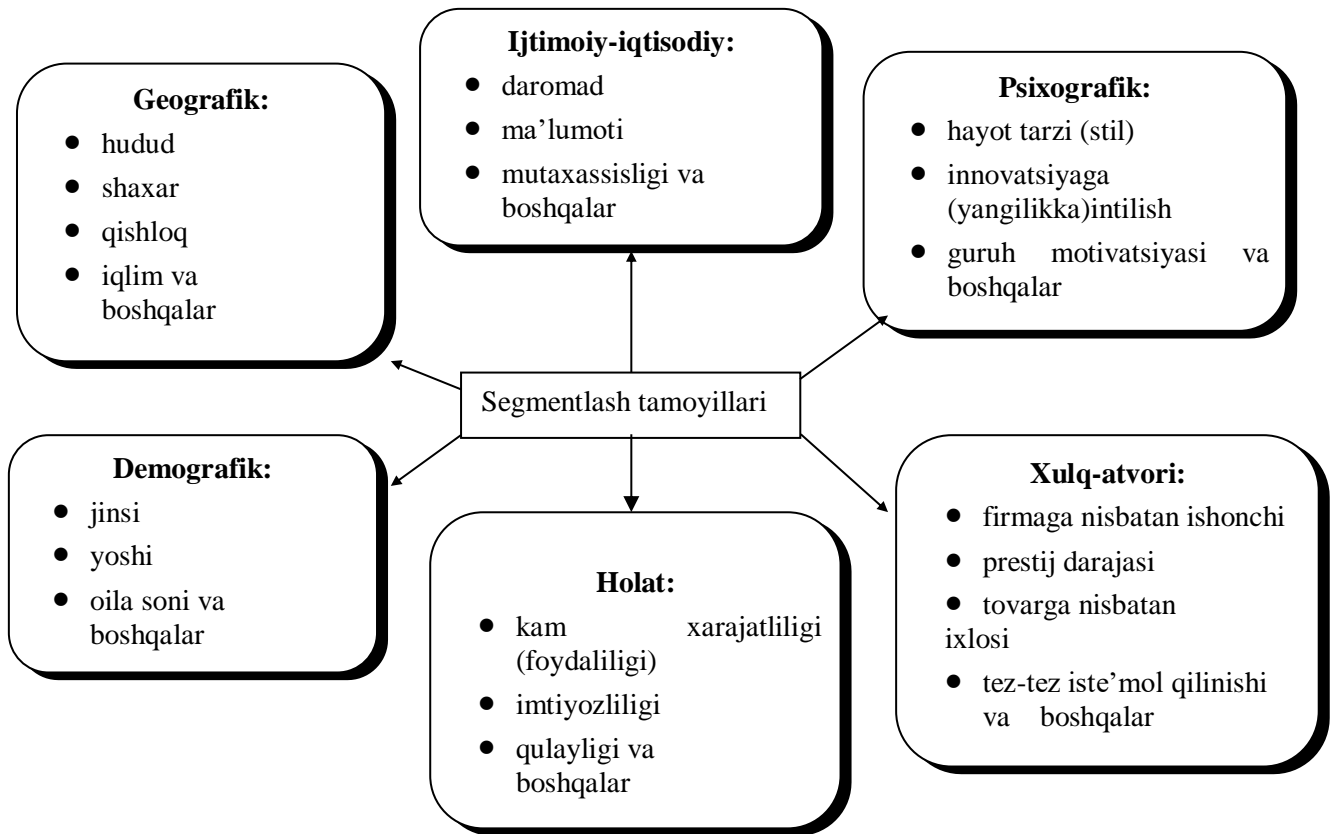 Geografik:
● hudud
● shaxar
● qishloq
● iqlim va
boshqalar
Ijtimoiy-iqtisodiy:
● daromad
● ma’lumoti
● mutaxassisligi va
boshqalar
Psixografik:
● hayot tarzi (stil)
● innovatsiyaga
(yangilikka)intilish
● guruh motivatsiyasi va
boshqalar
Segmentlash tamoyillari
Demografik:
● jinsi
● yoshi
● oila soni va
boshqalar
Holat:
● kam xarajatliligi
(foydaliligi)
● imtiyozliligi
● qulayligi va
boshqalar
Xulq-atvori:
● firmaga nisbatan ishonchi
● prestij darajasi
● tovarga nisbatan
ixlosi
● tez-tez iste’mol qilinishi
va boshqalar